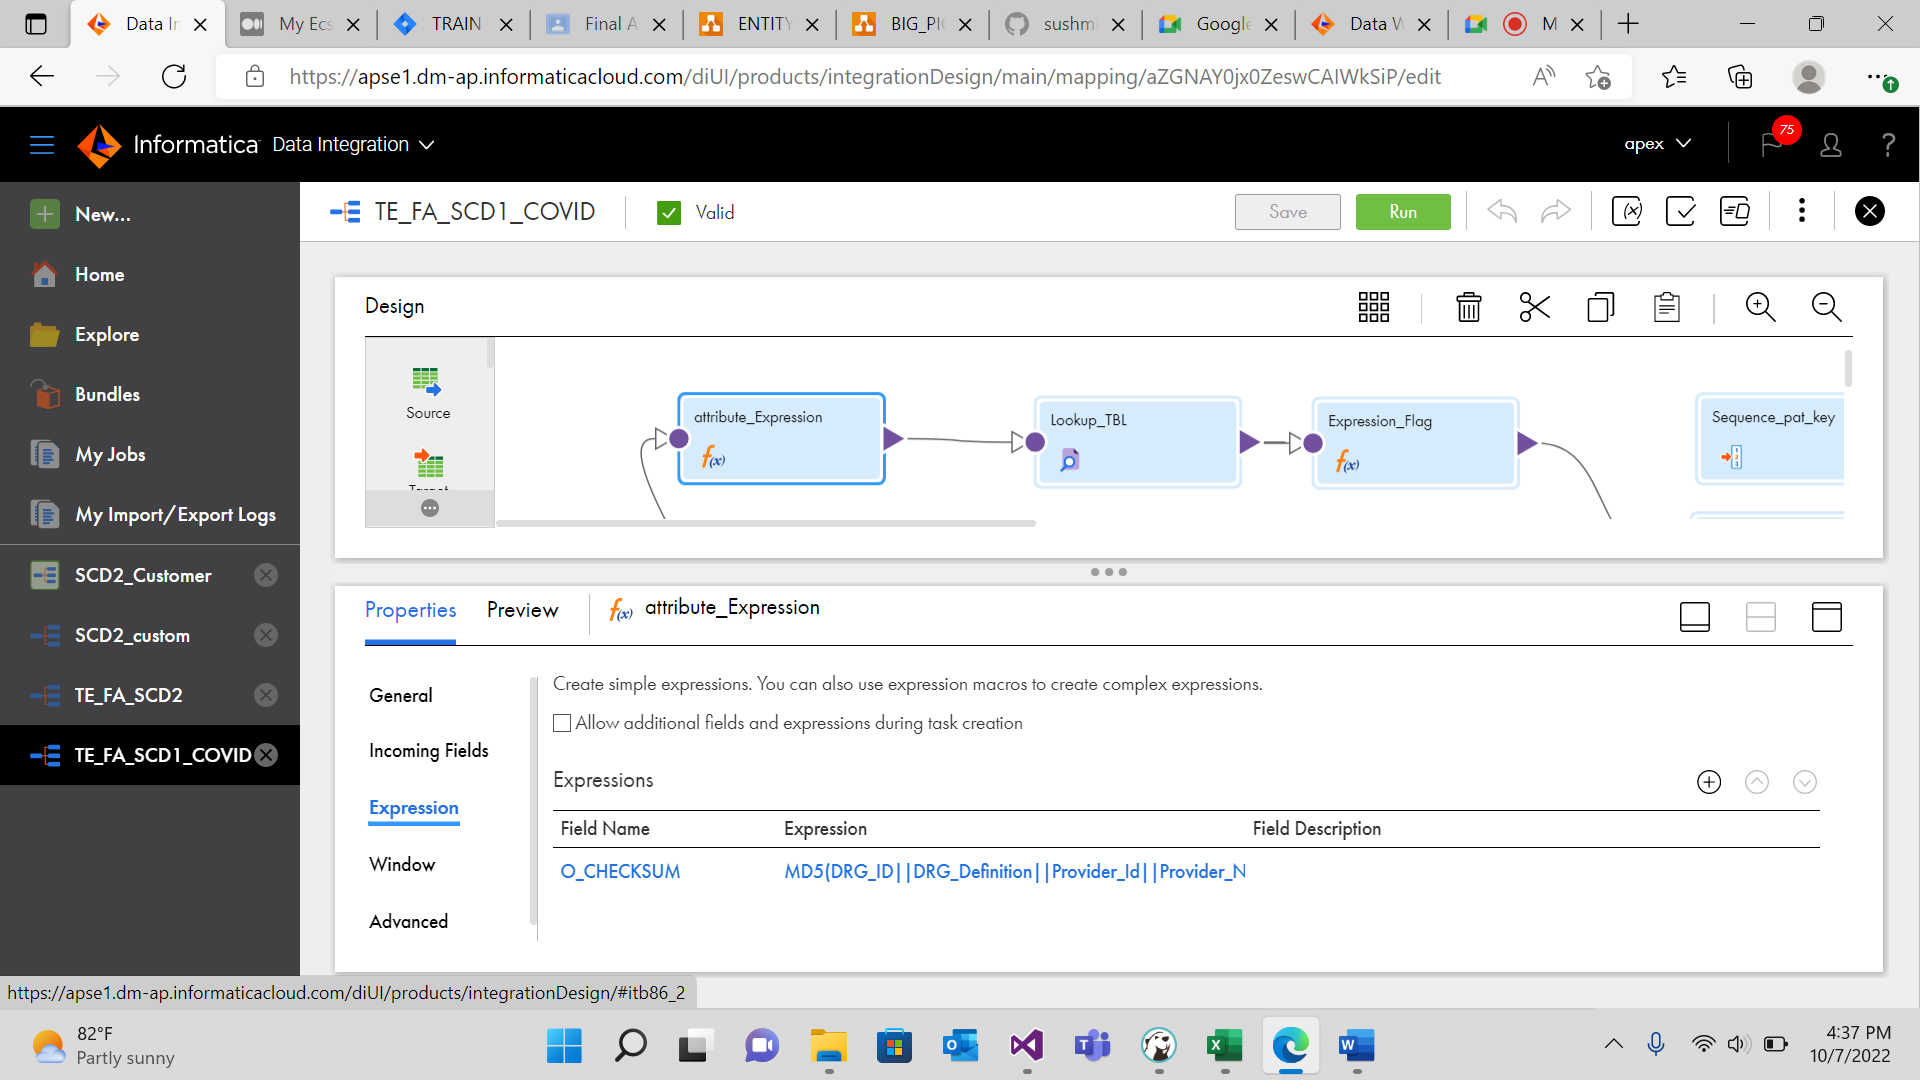 Data In
My Ecs
TRAIN
Final A
ENTITY
BIG_PIC
sushmi
Google
Data W
M
https://apse1.dm-ap.informaticacloud.com/diUI/products/integrationDesign/main/mapping/aZGNAY0jx0ZeswCAIWkSiP/edit
Informatica Data Integration
apex
75
?
New...
Home
Explore
Bundles
My Jobs
My Import/Export Logs
SCD2_Customer
SCD2_custom
TE_FA_SCD2
TE_FA_SCD1_COVID
TE_FA_SCD1_COVID
Valid
Save
Run
Design
Source
Target
attribute_Expression
f(x)
Lookup_TBL
Expression_Flag
f(x)
Sequence_pat_key
Properties
Preview
f(x) attribute_Expression
General
Incoming Fields
Expression
Window
Advanced
Create simple expressions. You can also use expression macros to create complex expressions.
Allow additional fields and expressions during task creation
Expressions
Field Name Expression Field Description
O_CHECKSUM MD5(DRG_ID||DRG_Definition||Provider_Id||Provider_N
https://apse1.dm-ap.informaticacloud.com/diUI/products/integrationDesign/#itb86_2
82°F
Partly sunny
4:37 PM
10/7/2022